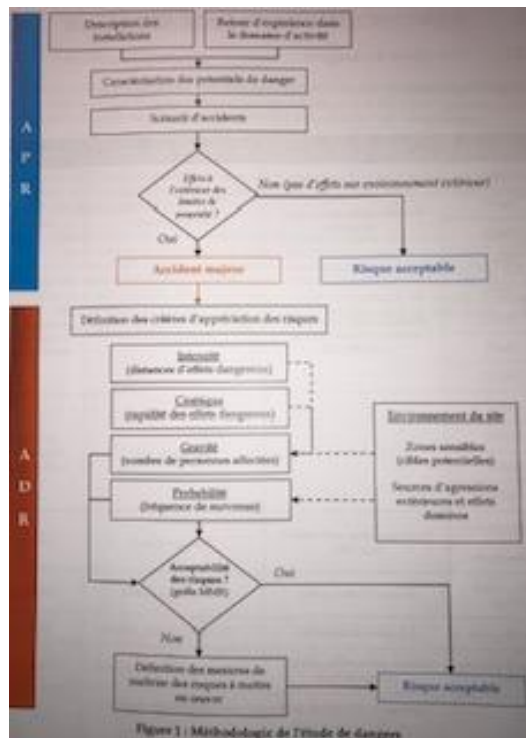 Description des
installations
Retour d'expérience dans
le domaine d'activité
Caractérisation des potentiels de danger
Scénarii d'accidents
A
P
R
Effets à
l'extérieur des
limites de
propriété ?
Non (pas d'effets sur environnement extérieur)
Oui
Accident majeur
Risque acceptable
Définition des critères d'appréciation des risques
Intensité
(distances d'effets dangereux)
Cinétique
(rapidité des effets dangereux)
Gravité
(nombre de personnes affectées)
Probabilité
(fréquence de survenue)
Environnement du site
Zones sensibles
(cibles potentielles)
Sources d'agressions
extérieures et effets
dominos
A
D
R
Acceptabilité
des risques ?
(grille MMR)
Oui
Non
Définition des mesures de
maîtrise des risques à mettre
en œuvre
Risque acceptable
Figure 1 : Méthodologie de l'étude de dangers